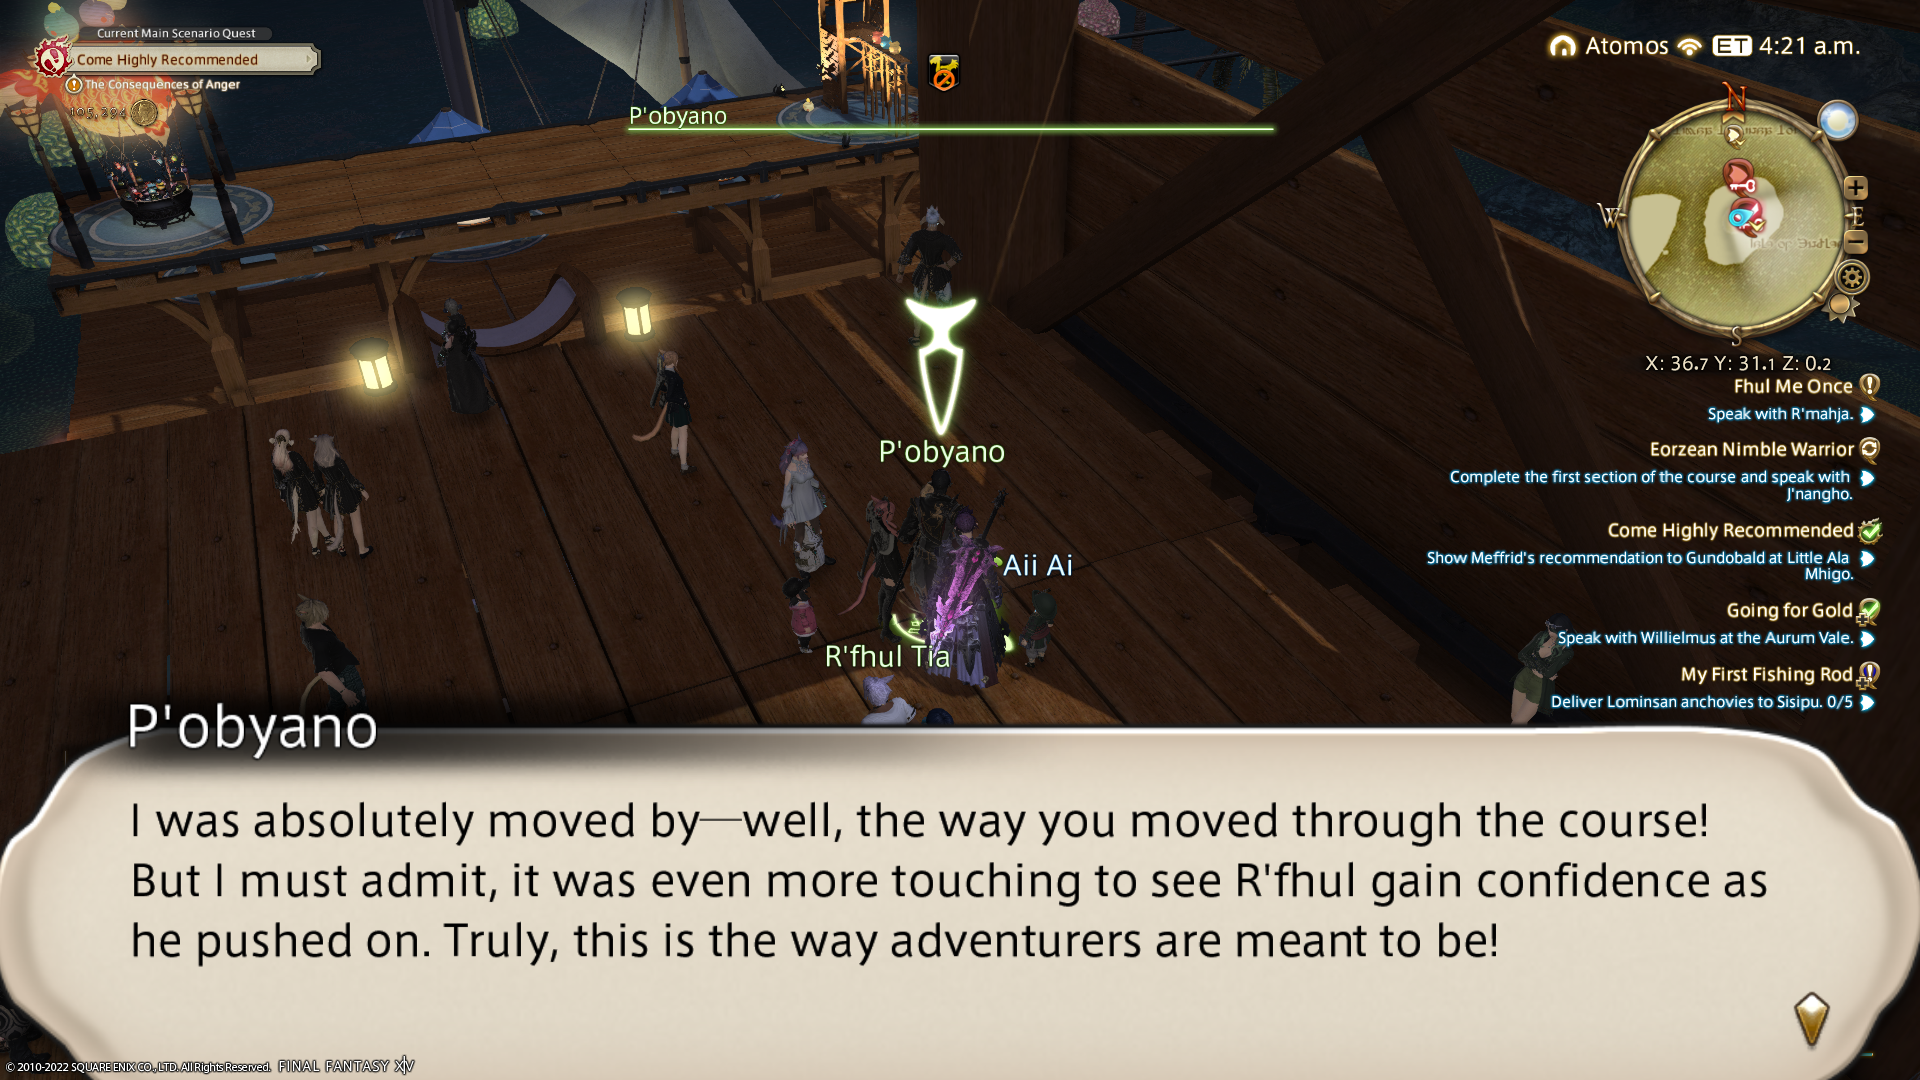 Current Main Scenario Quest
Come Highly Recommended
The Consequences of Anger
105,294
P'obyano
Atomos ET 4:21 a.m.
N
W
E
S
X: 36.7 Y: 31.1 Z: 0.2
Fhul Me Once
Speak with R'mahja.
Eorzean Nimble Warrior
Complete the first section of the course and speak with
J'nangho.
Come Highly Recommended
Show Meffrid's recommendation to Gundobald at Little Ala
Mhigo.
Going for Gold
Speak with Willielmus at the Aurum Vale.
My First Fishing Rod
Deliver Lominsan anchovies to Sisipu. 0/5
P'obyano
Aii Ai
R'fhul Tia
P'obyano
I was absolutely moved by—well, the way you moved through the course!
But I must admit, it was even more touching to see R'fhul gain confidence as
he pushed on. Truly, this is the way adventurers are meant to be!
© 2010-2022 SQUARE ENIX CO., LTD. All Rights Reserved. FINAL FANTASY XIV